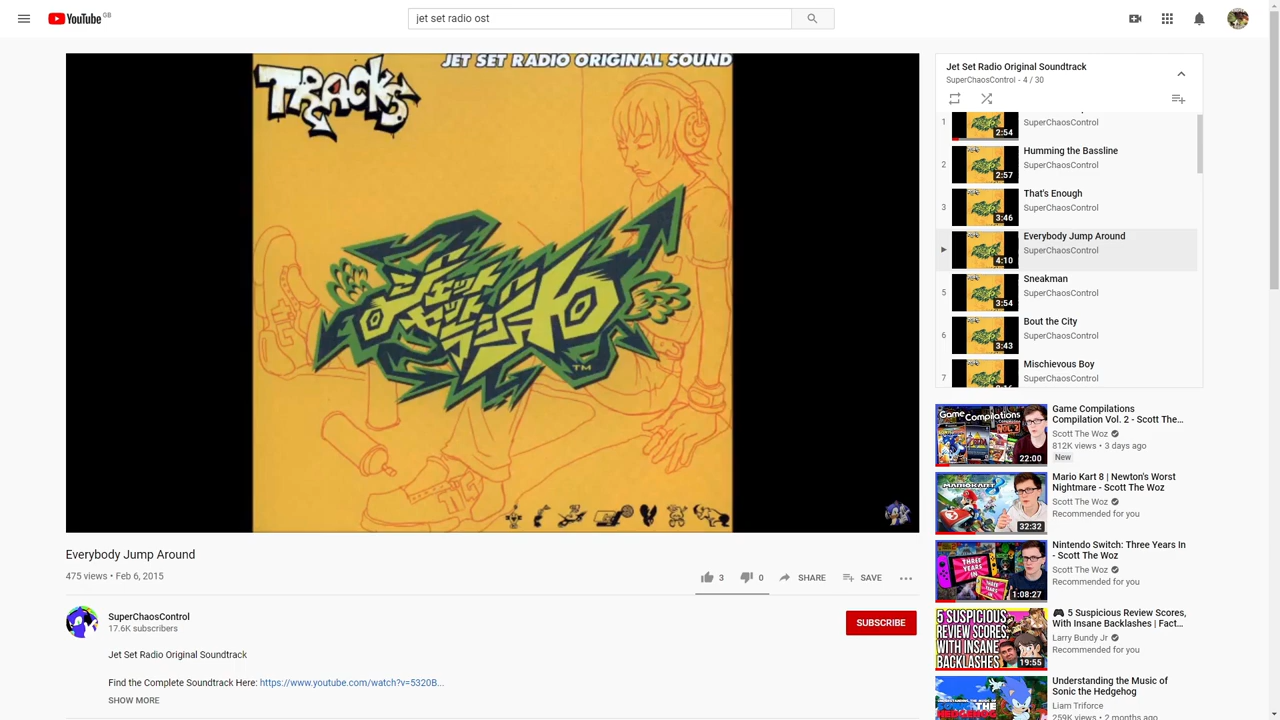 YouTube GB
jet set radio ost
JET SET RADIO ORIGINAL SOUND
TRACKS
TM
Jet Set Radio Original Soundtrack
SuperChaosControl - 4 / 30
1
2:54
SuperChaosControl
2
2:57
Humming the Bassline
SuperChaosControl
3
3:46
That's Enough
SuperChaosControl
4:10
Everybody Jump Around
SuperChaosControl
5
3:54
Sneakman
SuperChaosControl
6
3:43
Bout the City
SuperChaosControl
7
Mischievous Boy
SuperChaosControl
Everybody Jump Around
475 views • Feb 6, 2015
3
0
SHARE
SAVE
SuperChaosControl
17.6K subscribers
SUBSCRIBE
Jet Set Radio Original Soundtrack
Find the Complete Soundtrack Here: https://www.youtube.com/watch?v=5320B...
SHOW MORE
Game Compilations
22:00
Game Compilations
Compilation Vol. 2 - Scott The...
Scott The Woz
812K views • 3 days ago
New
MARIOKART
32:32
Mario Kart 8 | Newton's Worst
Nightmare - Scott The Woz
Scott The Woz
Recommended for you
THREE
YEARS
IN
1:08:27
Nintendo Switch: Three Years In
- Scott The Woz
Scott The Woz
Recommended for you
5 SUSPICIOUS
REVIEW SCORES,
WITH INSANE
BACKLASHES
19:55
🎮 5 Suspicious Review Scores,
With Insane Backlashes | Fact...
Larry Bundy Jr
Recommended for you
Understanding the Music of
Sonic the Hedgehog
Liam Triforce
259K views • 2 months ago